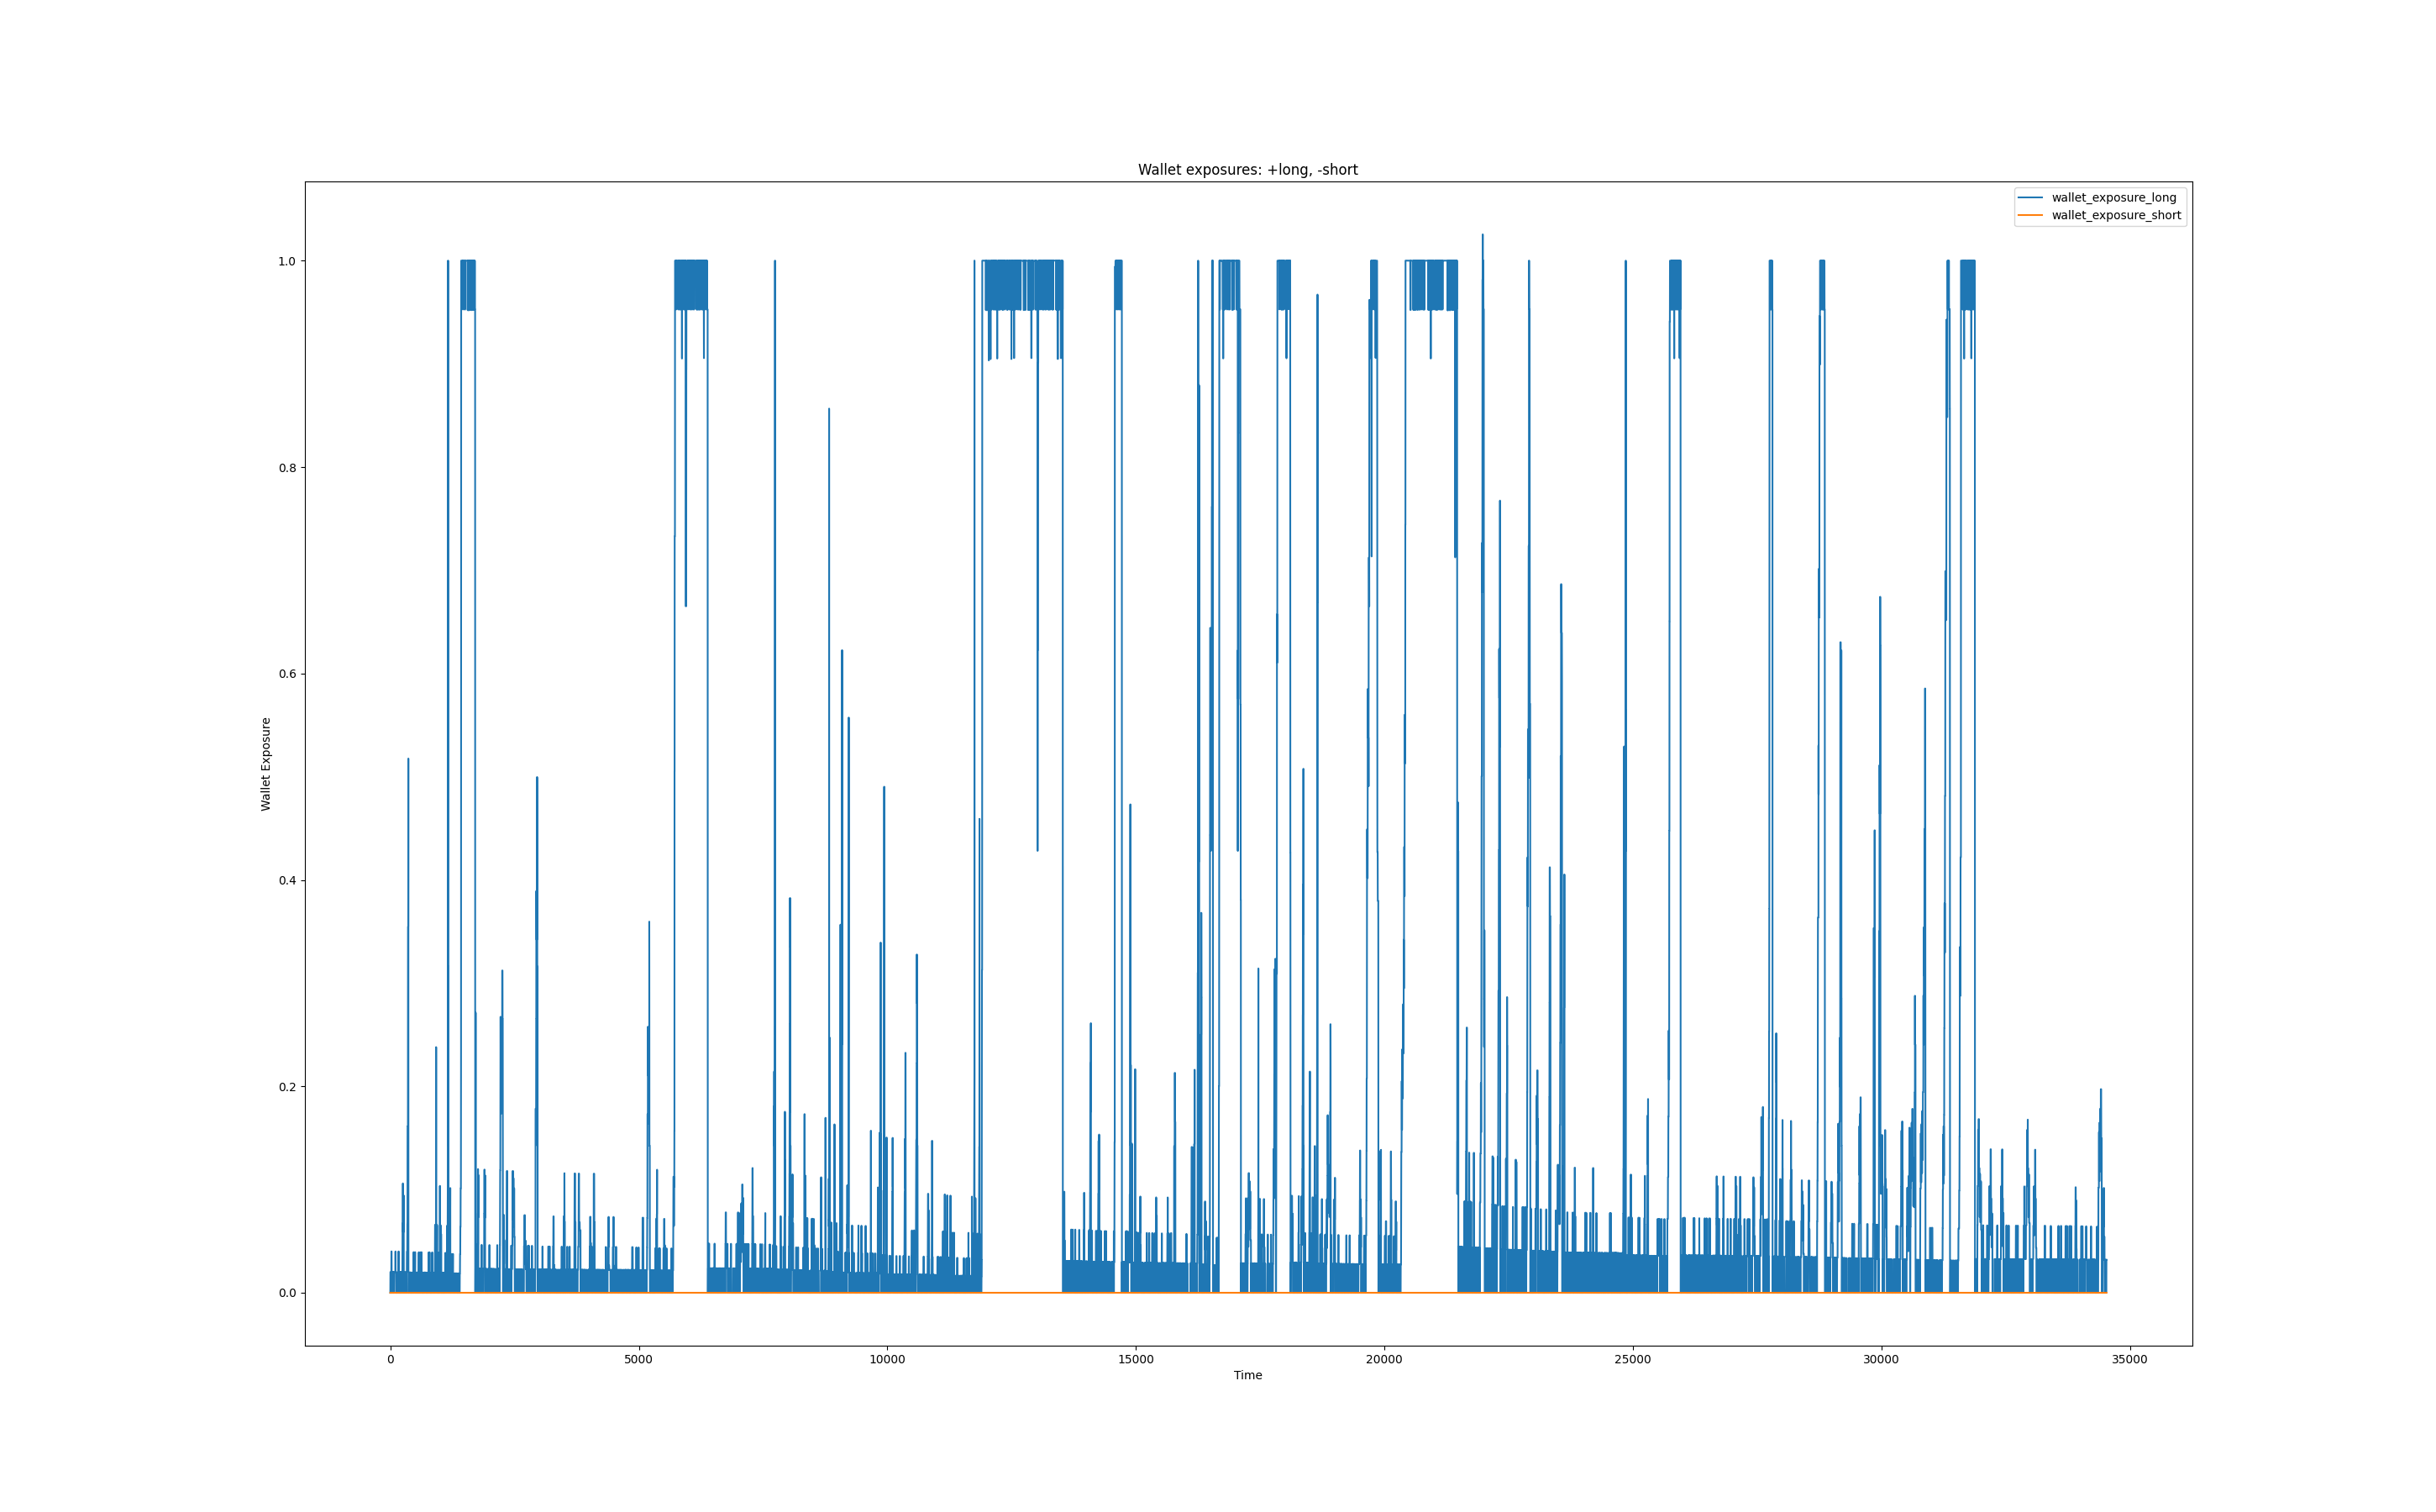 Wallet exposures: +long, -short
wallet_exposure_long
wallet_exposure_short
1.0
0.8
0.6
0.4
0.2
0.0
Wallet Exposure
0 5000 10000 15000 20000 25000 30000 35000
Time